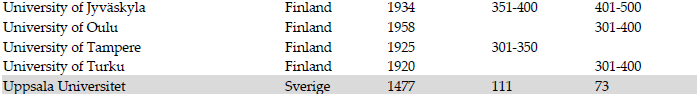 University of Jyväskyla Finland 1934 351-400 401-500
University of Oulu Finland 1958 301-400
University of Tampere Finland 1925 301-350
University of Turku Finland 1920 301-400
Uppsala Universitet Sverige 1477 111 73